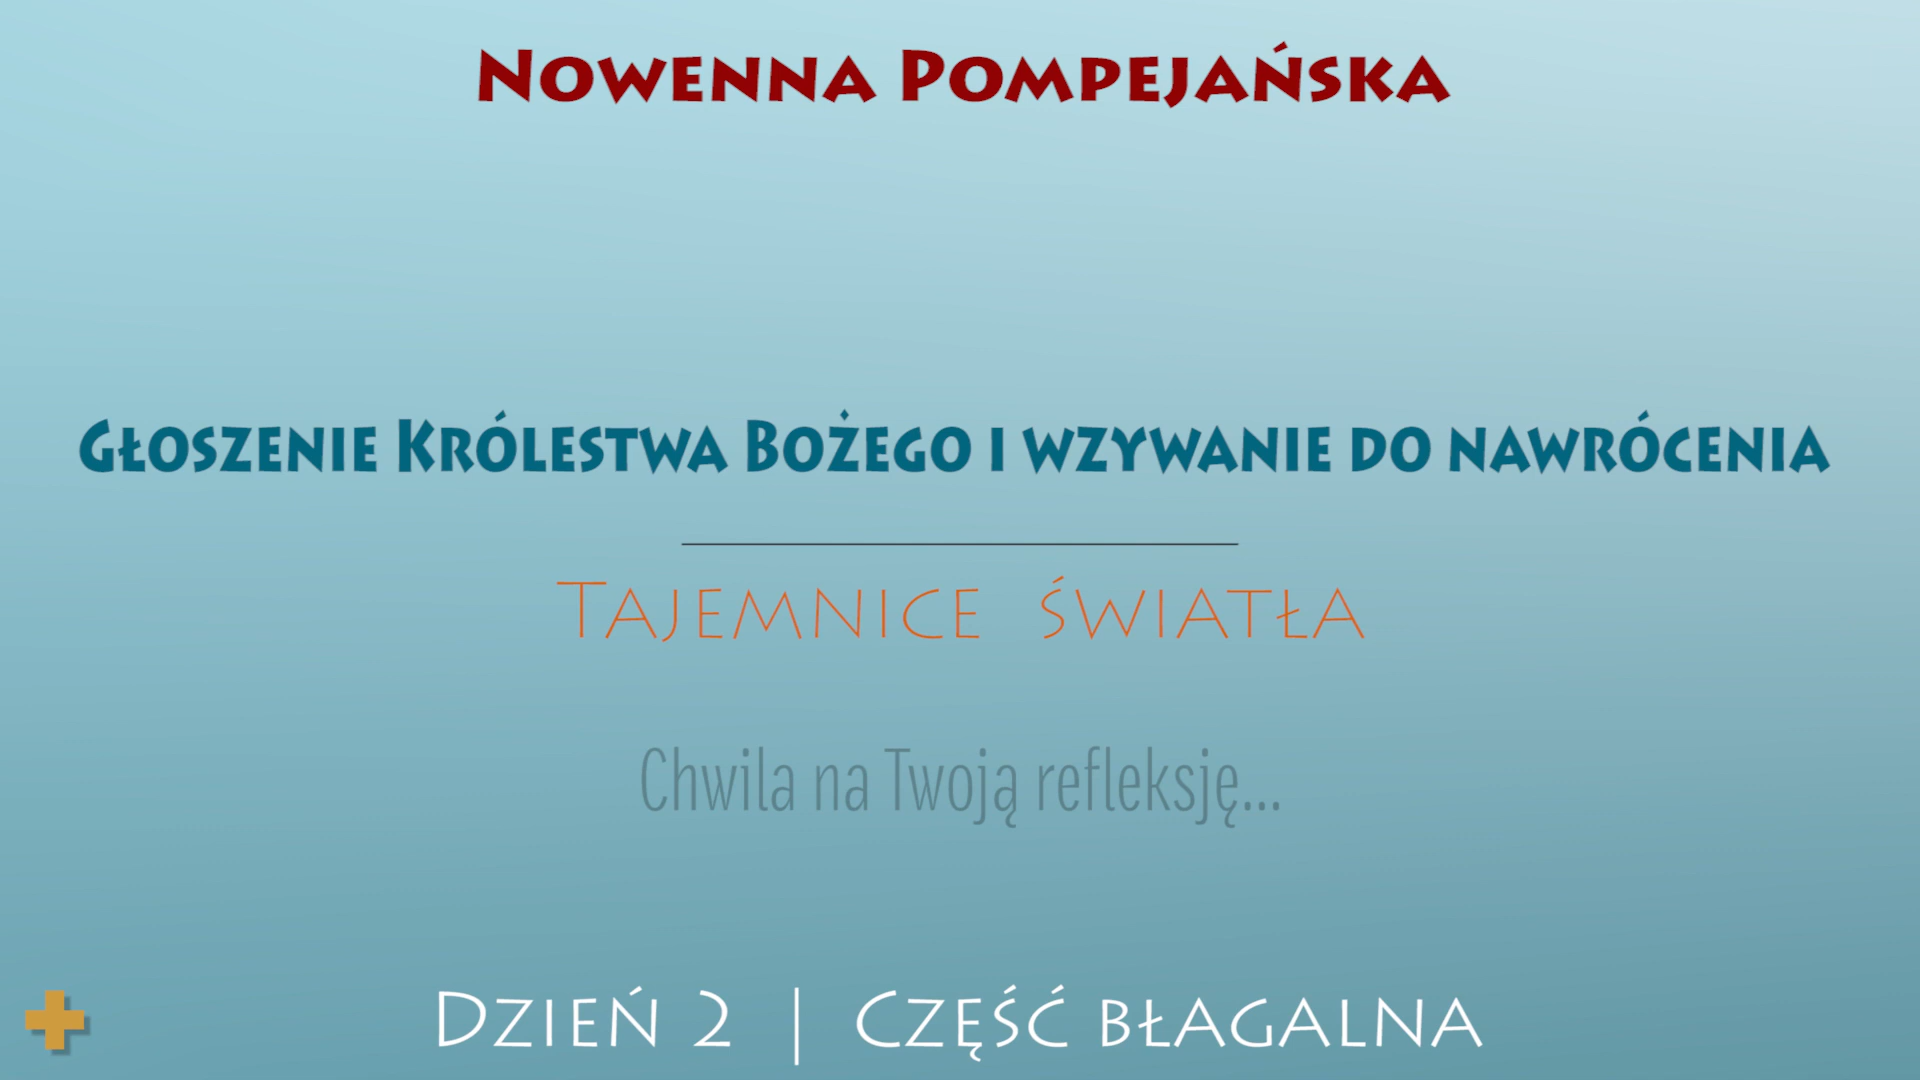 Nowenna Pompejańska
Głoszenie Królestwa Bożego i wzywanie do nawrócenia
Tajemnice światła
Chwila na Twoją refleksję...
Dzień 2 | Część błagalna